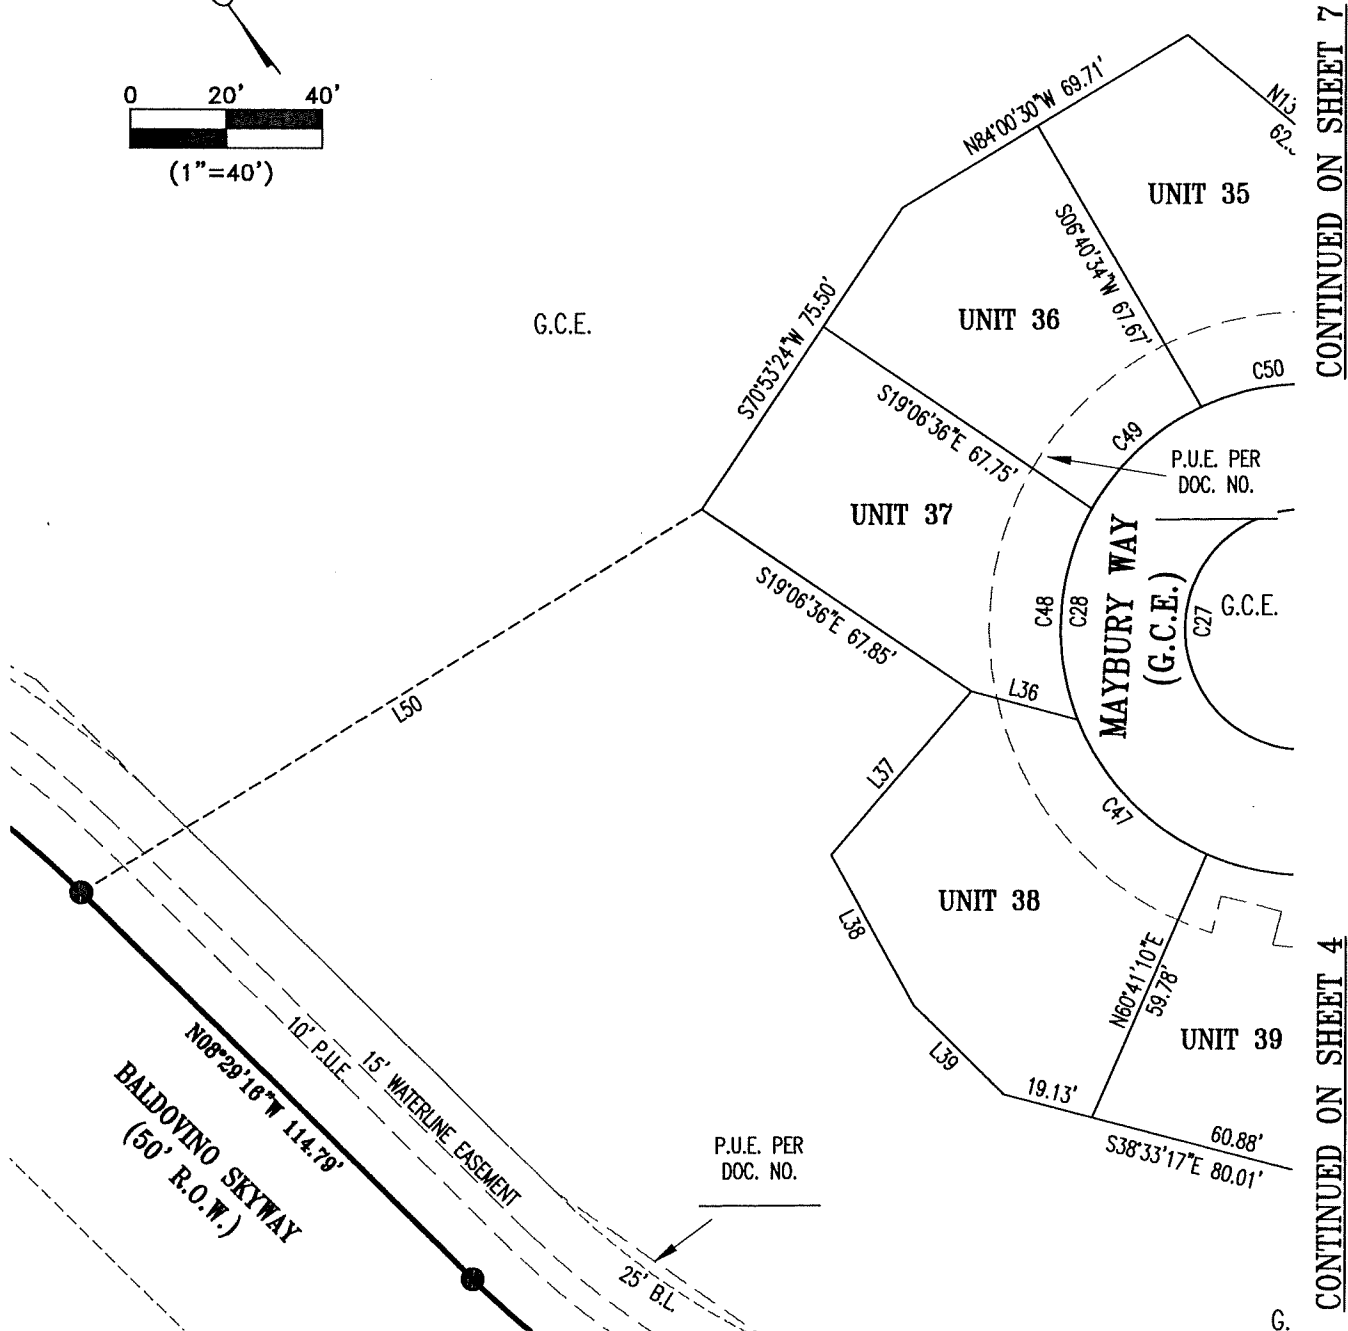 0 20' 40'
(1"=40')
N84°00'30"W 69.71'
N13
62.
UNIT 35
S06°40'34"W 67.67'
S70°53'24"W 75.50'
G.C.E.
UNIT 36
C50
C49
S19°06'36"E 67.75'
P.U.E. PER
DOC. NO.
UNIT 37
MAYBURY WAY
(G.C.E.)
C48
C28
C27
G.C.E.
S19°06'36"E 67.85'
L36
L50
L37
C47
UNIT 38
L38
N60°41'10"E
59.78'
L39
UNIT 39
19.13'
60.88'
S38°33'17"E 80.01'
N08°29'16"W 114.79'
10' P.U.E.
15' WATERLINE EASEMENT
BALDOVINO SKYWAY
(50' R.O.W.)
P.U.E. PER
DOC. NO.
25' B.L.
G.
CONTINUED ON SHEET 7
CONTINUED ON SHEET 4